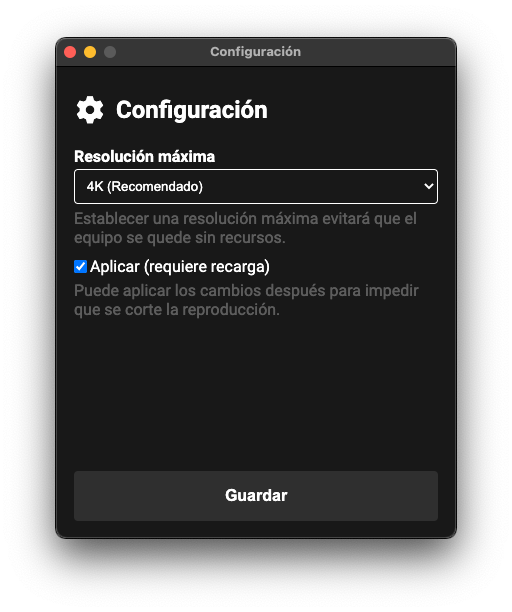 Configuración
Configuración
Resolución máxima
4K (Recomendado)
Establecer una resolución máxima evitará que el
equipo se quede sin recursos.
Aplicar (requiere recarga)
Puede aplicar los cambios después para impedir
que se corte la reproducción.
Guardar